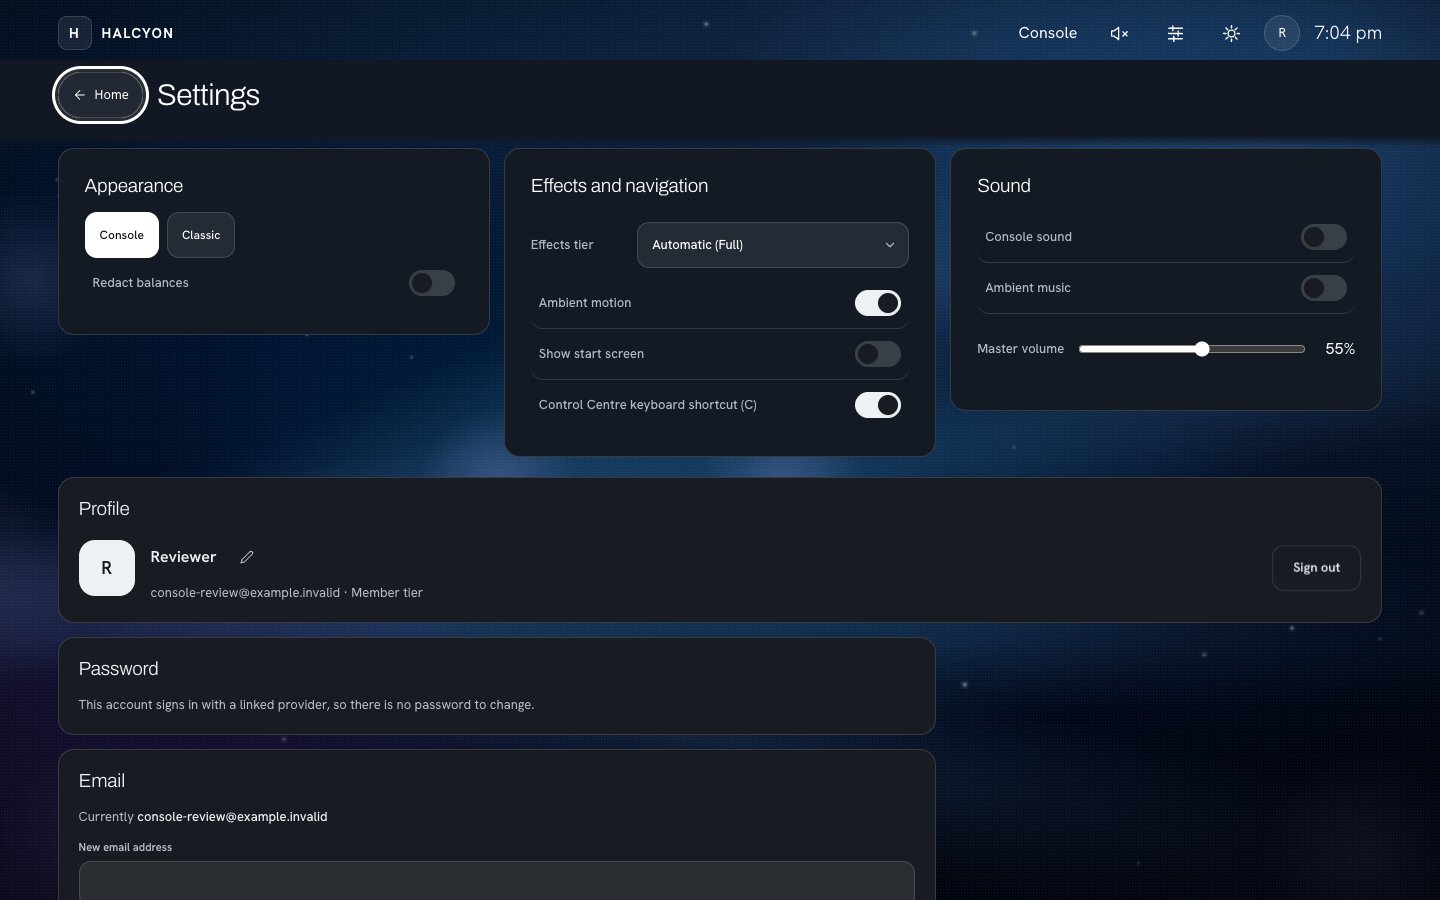 H HALCYON
Console
R
7:04 pm
← Home
Settings
Appearance
Console
Classic
Redact balances
Effects and navigation
Effects tier
Automatic (Full)
Ambient motion
Show start screen
Control Centre keyboard shortcut (C)
Sound
Console sound
Ambient music
Master volume
55%
Profile
R
Reviewer
console-review@example.invalid · Member tier
Sign out
Password
This account signs in with a linked provider, so there is no password to change.
Email
Currently console-review@example.invalid
New email address